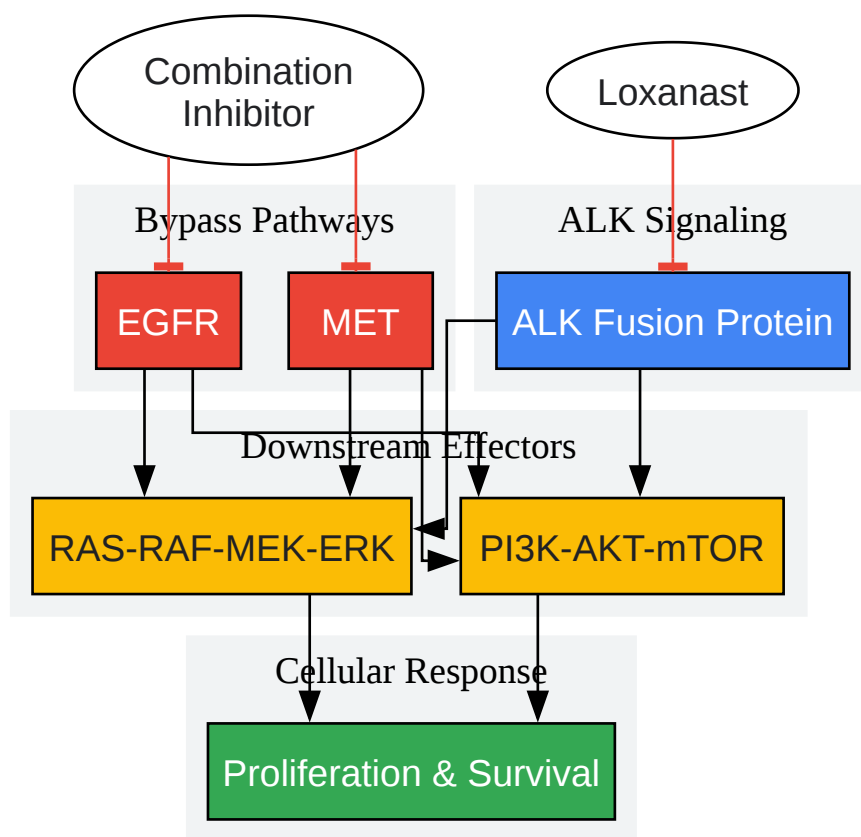 Combination
Inhibitor
Loxanast
Bypass Pathways
ALK Signaling
EGFR
MET
ALK Fusion Protein
Downstream Effectors
RAS-RAF-MEK-ERK
PI3K-AKT-mTOR
Cellular Response
Proliferation & Survival